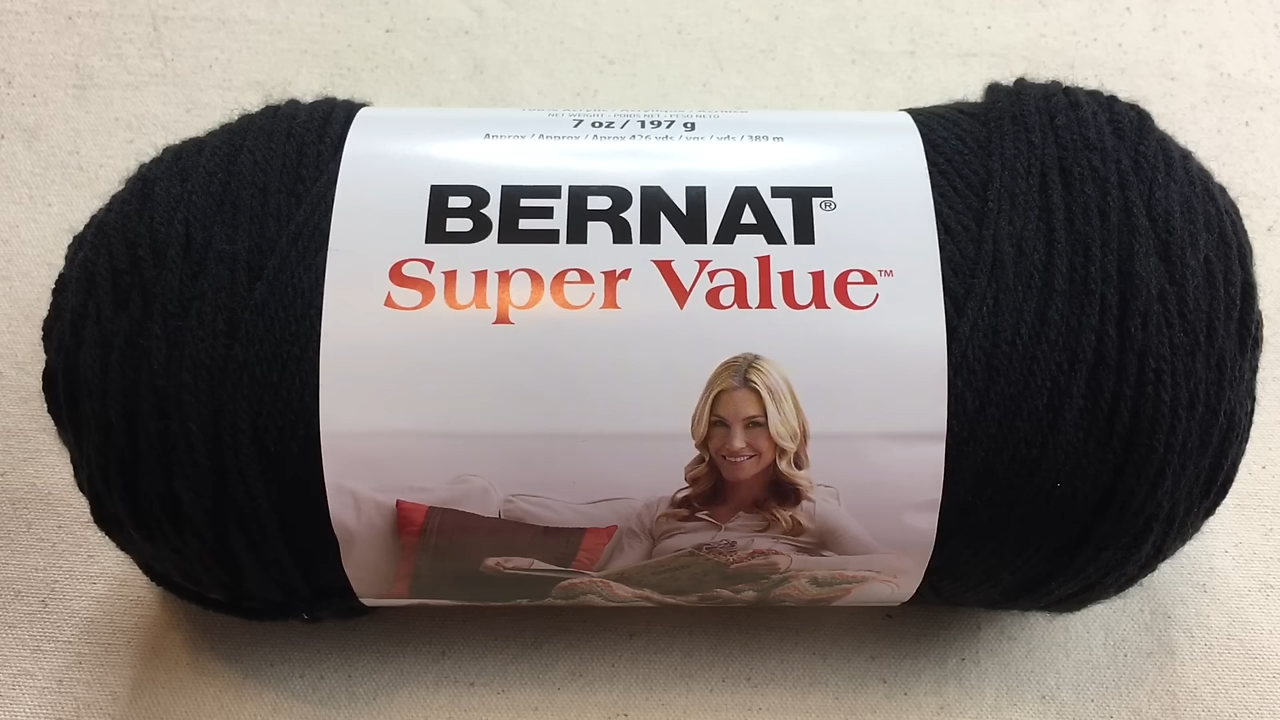 NET WEIGHT • POIDS NET • PESO NETO
7 oz / 197 g
Approx / Approx / Aprox 426 yds / vgs / yds / 389 m
BERNAT®
Super Value™